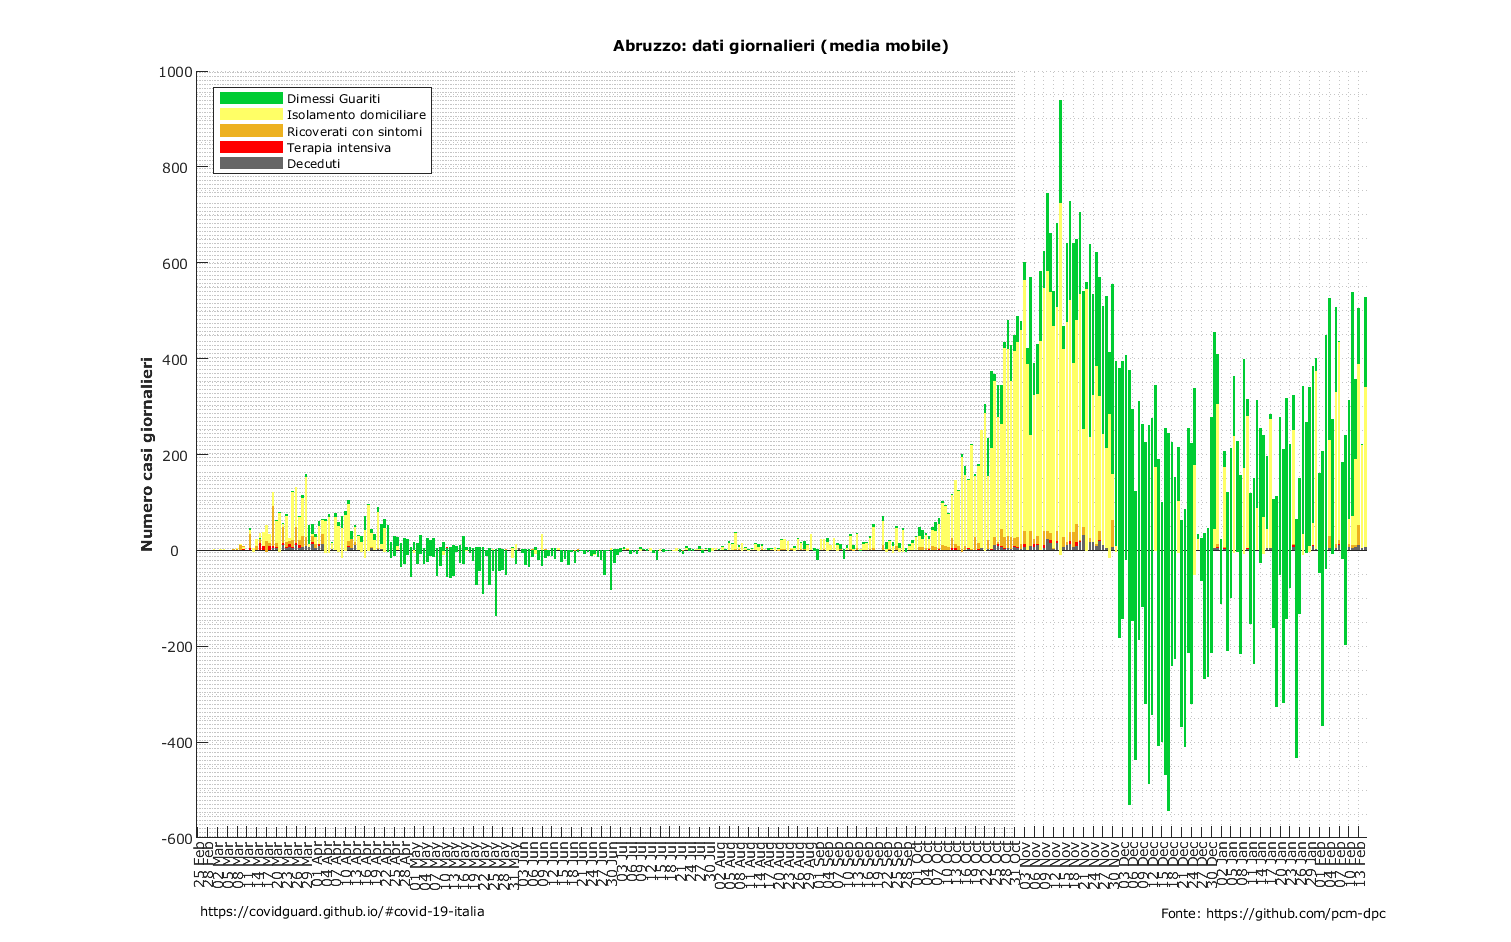 Abruzzo: dati giornalieri (media mobile)
Numero casi giornalieri
1000
800
600
400
200
0
-200
-400
-600
Dimessi Guariti
Isolamento domiciliare
Ricoverati con sintomi
Terapia intensiva
Deceduti
25 Feb
28 Feb
02 Mar
05 Mar
08 Mar
11 Mar
14 Mar
17 Mar
20 Mar
23 Mar
26 Mar
29 Mar
01 Apr
04 Apr
07 Apr
10 Apr
13 Apr
16 Apr
19 Apr
22 Apr
25 Apr
28 Apr
01 May
04 May
07 May
10 May
13 May
16 May
19 May
22 May
25 May
28 May
31 May
03 Jun
06 Jun
09 Jun
12 Jun
15 Jun
18 Jun
21 Jun
24 Jun
27 Jun
30 Jun
03 Jul
06 Jul
09 Jul
12 Jul
15 Jul
18 Jul
21 Jul
24 Jul
27 Jul
30 Jul
02 Aug
05 Aug
08 Aug
11 Aug
14 Aug
17 Aug
20 Aug
23 Aug
26 Aug
29 Aug
01 Sep
04 Sep
07 Sep
10 Sep
13 Sep
16 Sep
19 Sep
22 Sep
25 Sep
28 Sep
01 Oct
04 Oct
07 Oct
10 Oct
13 Oct
16 Oct
19 Oct
22 Oct
25 Oct
28 Oct
31 Oct
03 Nov
06 Nov
09 Nov
12 Nov
15 Nov
18 Nov
21 Nov
24 Nov
27 Nov
30 Nov
03 Dec
06 Dec
09 Dec
12 Dec
15 Dec
18 Dec
21 Dec
24 Dec
27 Dec
30 Dec
02 Jan
05 Jan
08 Jan
11 Jan
14 Jan
17 Jan
20 Jan
23 Jan
26 Jan
29 Jan
01 Feb
04 Feb
07 Feb
10 Feb
13 Feb
https://covidguard.github.io/#covid-19-italia
Fonte: https://github.com/pcm-dpc